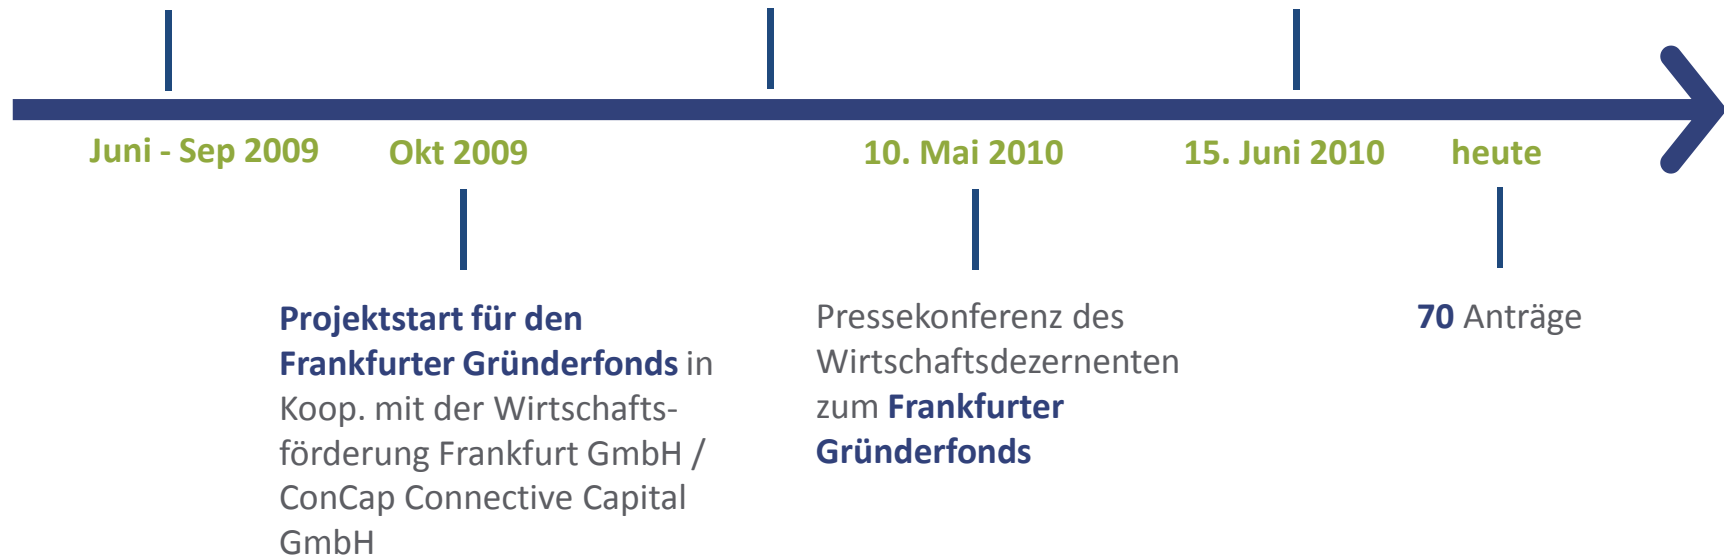 Juni - Sep 2009
Okt 2009
10. Mai 2010
15. Juni 2010
heute
Projektstart für den
Frankfurter Gründerfonds in
Koop. mit der Wirtschafts-
förderung Frankfurt GmbH /
ConCap Connective Capital
GmbH
Pressekonferenz des
Wirtschaftsdezernenten
zum Frankfurter
Gründerfonds
70 Anträge